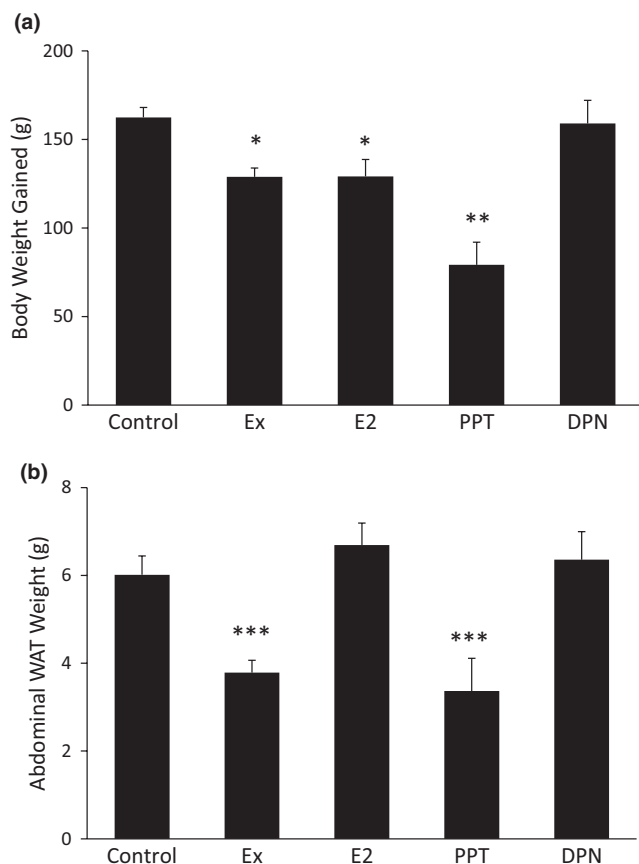 (a)
200
150
100
50
0
Body Weight Gained (g)
*
*
**
Control Ex E2 PPT DPN
(b)
8
6
4
2
0
Abdominal WAT Weight (g)
***
***
Control Ex E2 PPT DPN